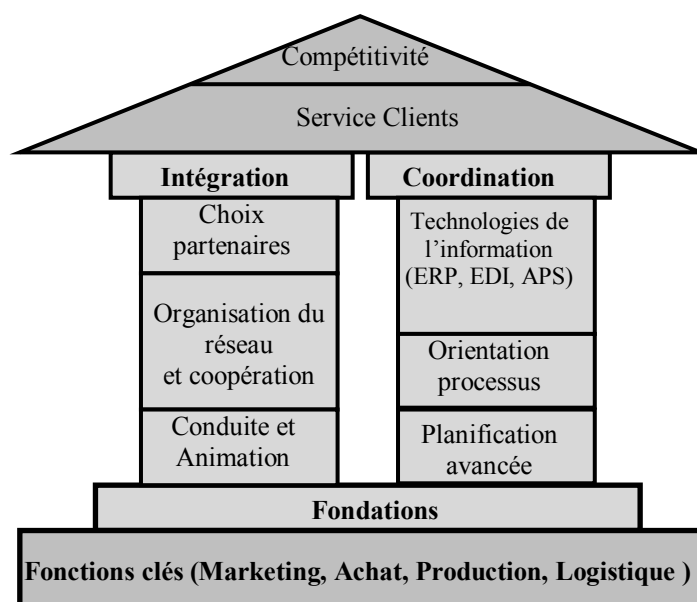 Compétitivité
Service Clients
Intégration
Choix
partenaires
Organisation du
réseau
et coopération
Conduite et
Animation
Coordination
Technologies de
l’information
(ERP, EDI, APS)
Orientation
processus
Planification
avancée
Fondations
Fonctions clés (Marketing, Achat, Production, Logistique )